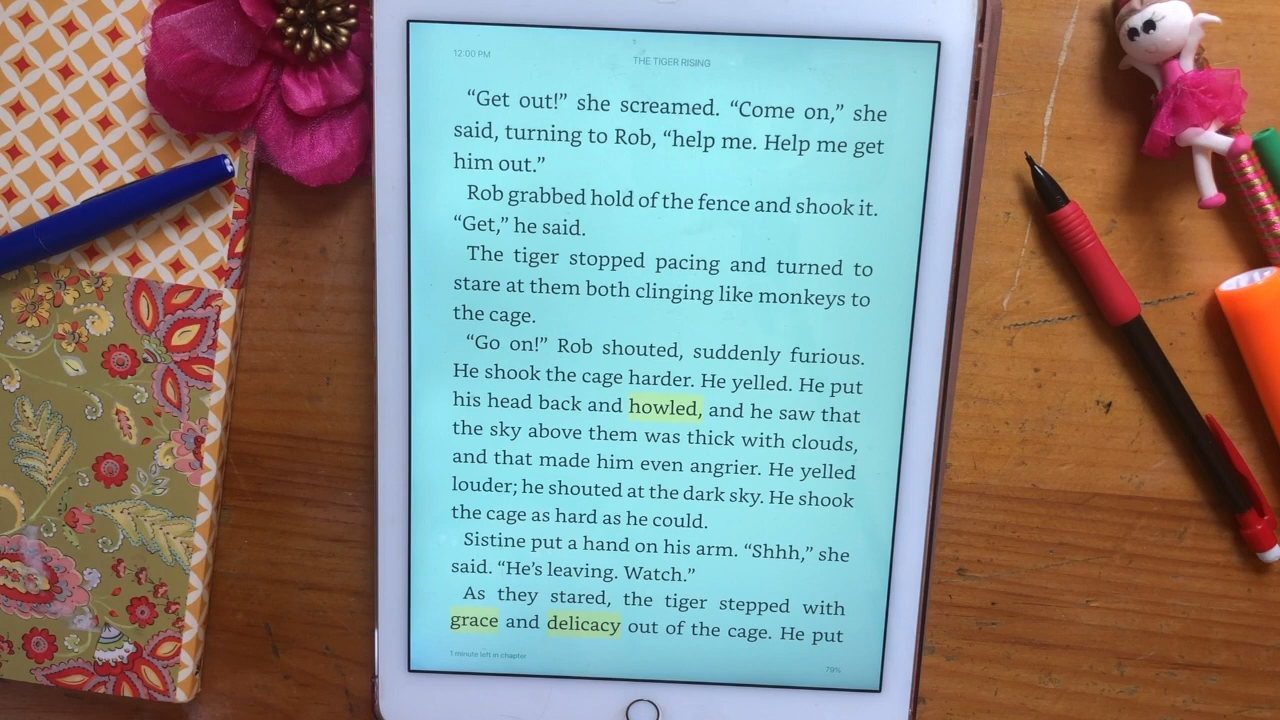 12:00 PM
THE TIGER RISING
“Get out!” she screamed. “Come on,” she
said, turning to Rob, “help me. Help me get
him out.”
Rob grabbed hold of the fence and shook it.
“Get,” he said.
The tiger stopped pacing and turned to
stare at them both clinging like monkeys to
the cage.
“Go on!” Rob shouted, suddenly furious.
He shook the cage harder. He yelled. He put
his head back and howled, and he saw that
the sky above them was thick with clouds,
and that made him even angrier. He yelled
louder; he shouted at the dark sky. He shook
the cage as hard as he could.
Sistine put a hand on his arm. “Shhh,” she
said. “He’s leaving. Watch.”
As they stared, the tiger stepped with
grace and delicacy out of the cage. He put
1 minute left in chapter
79%